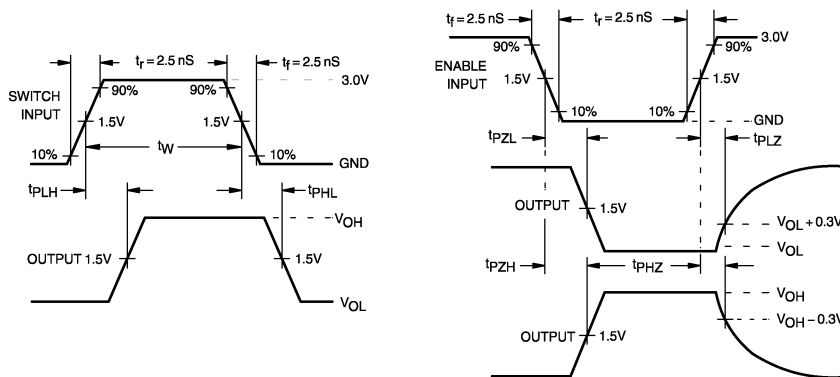 tr = 2.5 nS
tf = 2.5 nS
3.0V
90%
90%
SWITCH
INPUT
1.5V
1.5V
tW
10%
10%
GND
tPLH
tPHL
VOH
OUTPUT 1.5V
1.5V
VOL
tf = 2.5 nS
tr = 2.5 nS
3.0V
90%
90%
ENABLE
INPUT
1.5V
1.5V
10%
10%
GND
tPZL
tPLZ
OUTPUT
1.5V
VOL + 0.3V
VOL
tPZH
tPHZ
VOH
VOH – 0.3V
OUTPUT
1.5V